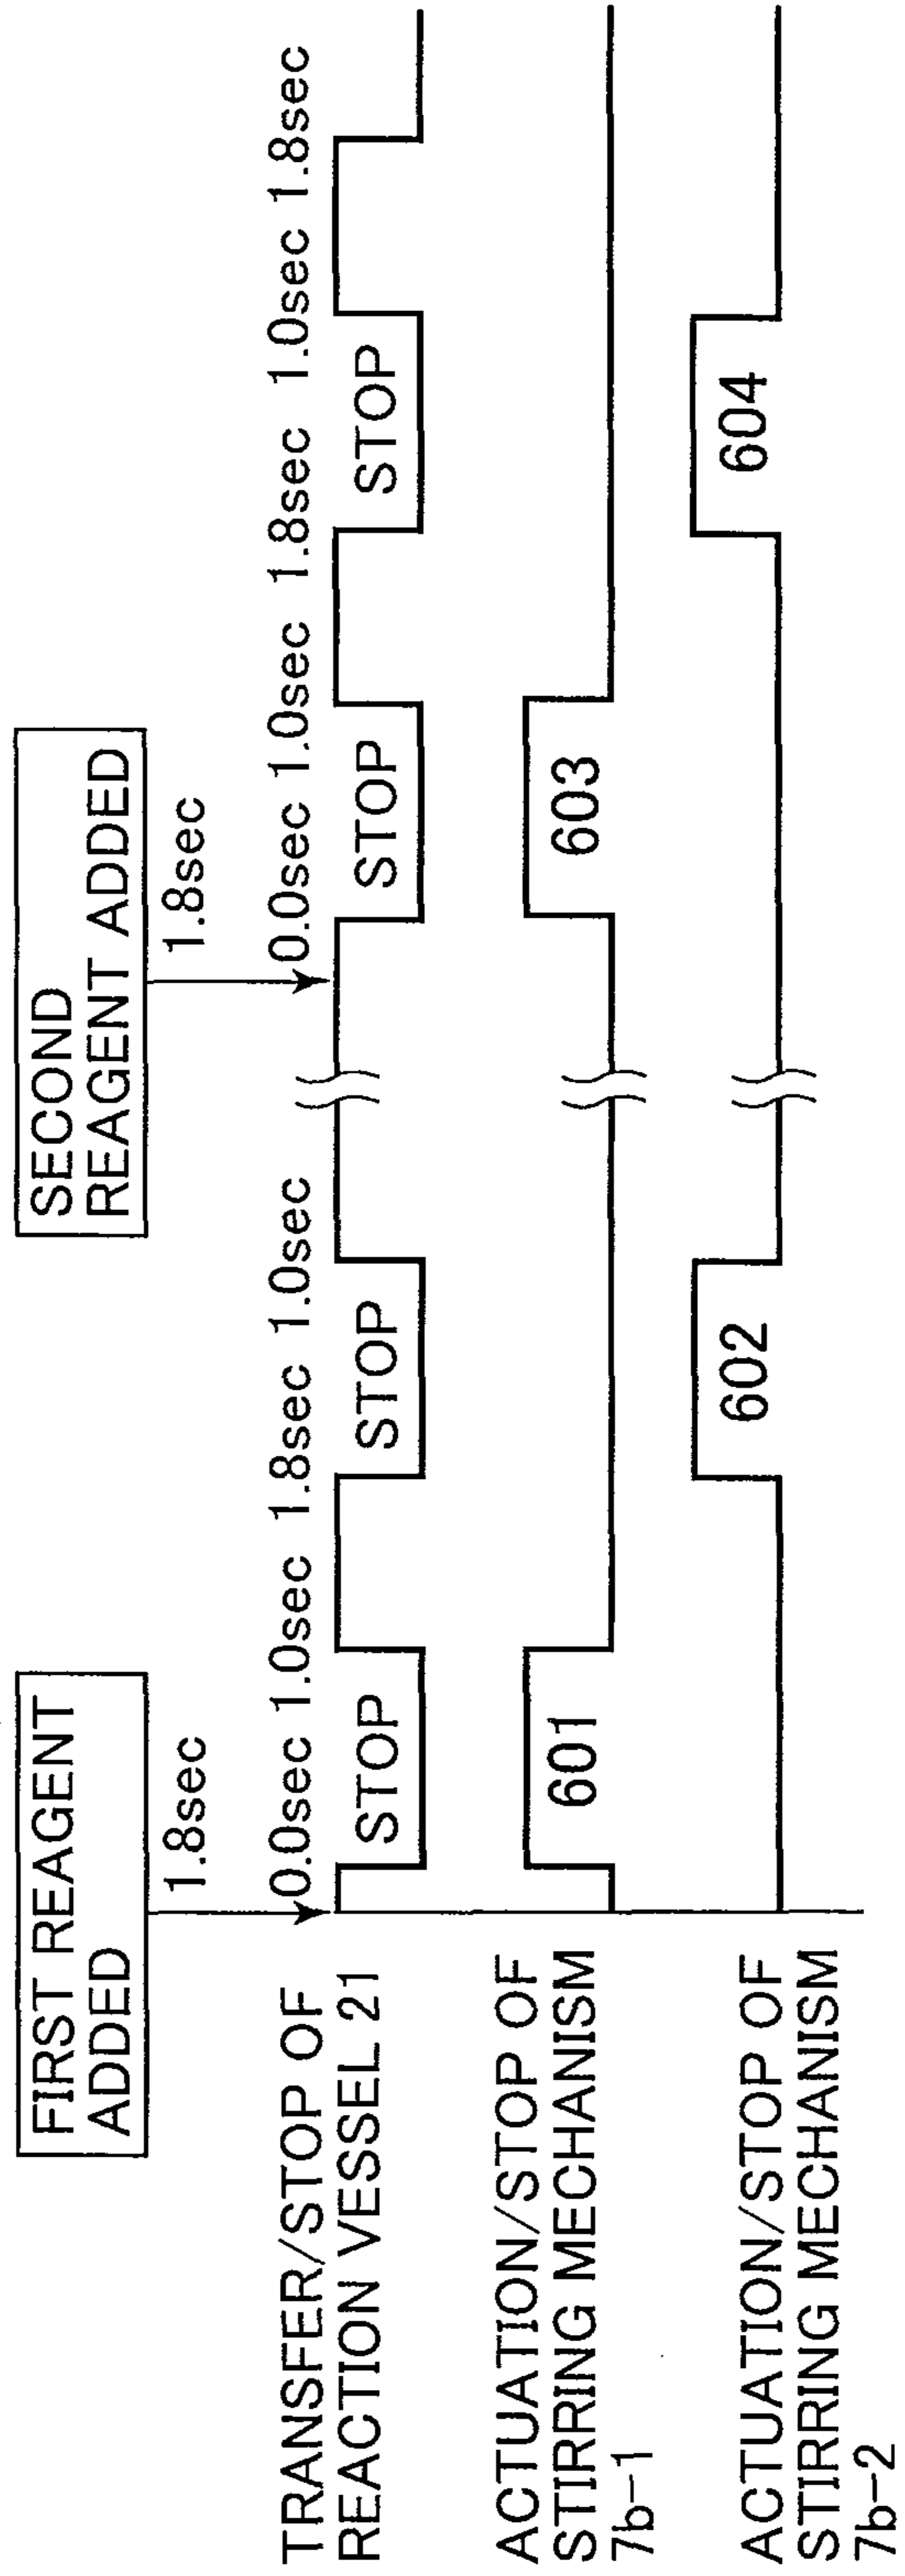 FIRST REAGENT
ADDED
1.8sec
SECOND
REAGENT ADDED
1.8sec
TRANSFER/STOP OF
REACTION VESSEL 21
0.0sec 1.0sec 1.8sec 1.0sec 0.0sec 1.0sec 1.8sec 1.0sec 1.8sec
STOP STOP STOP STOP
ACTUATION/STOP OF
STIRRING MECHANISM
7b-1
601 603
ACTUATION/STOP OF
STIRRING MECHANISM
7b-2
602 604